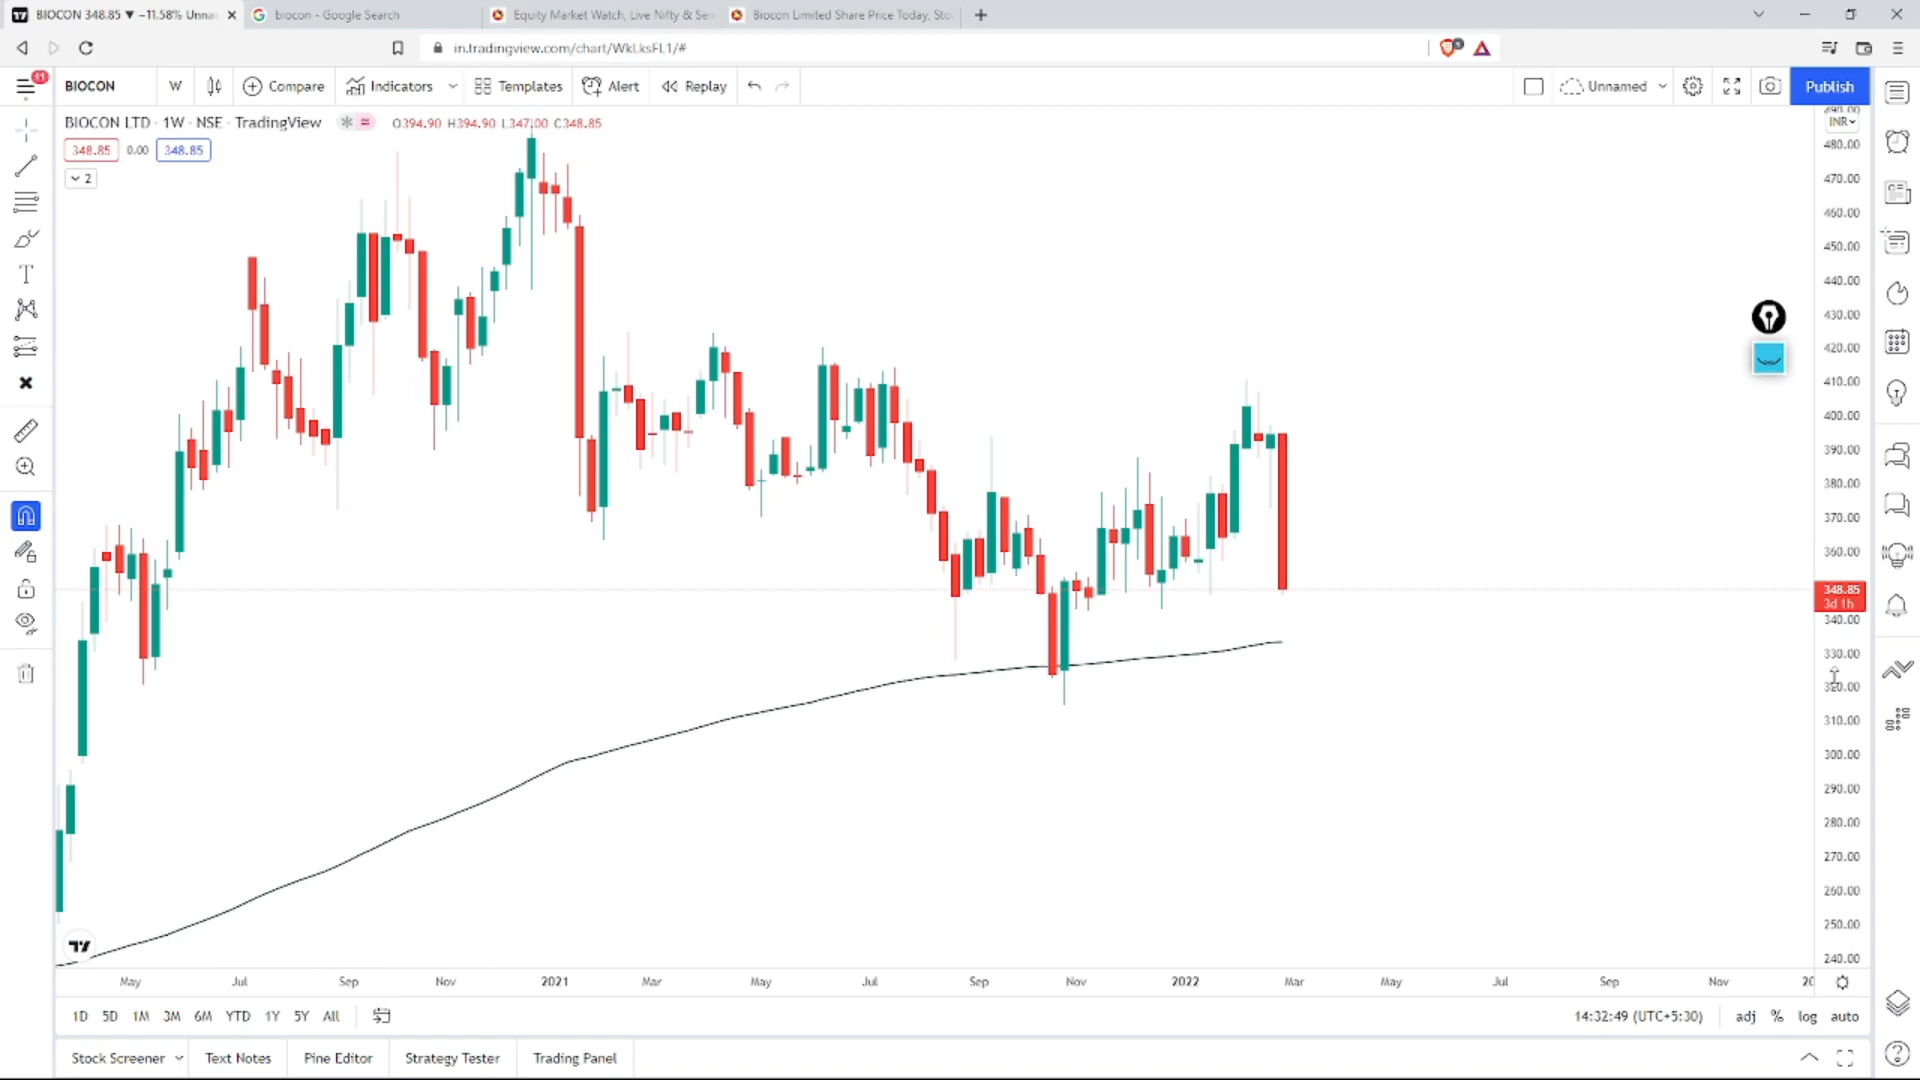 BIOCON 348.85 ▼ −11.58% Unna
biocon - Google Search
Equity Market Watch, Live Nifty & Sen
Biocon Limited Share Price Today, Sto
in.tradingview.com/chart/WkLksFL1/#
11
BIOCON
W
Compare
Indicators
Templates
Alert
Replay
Unnamed
Publish
BIOCON LTD · 1W · NSE · TradingView
O394.90 H394.90 L347.00 C348.85
348.85 0.00 348.85
2
INR
480.00
470.00
460.00
450.00
440.00
430.00
420.00
410.00
400.00
390.00
380.00
370.00
360.00
348.85
3d 1h
340.00
330.00
320.00
310.00
300.00
290.00
280.00
270.00
260.00
250.00
240.00
May Jul Sep Nov 2021 Mar May Jul Sep Nov 2022 Mar May Jul Sep Nov
1D 5D 1M 3M 6M YTD 1Y 5Y All
14:32:49 (UTC+5:30) adj % log auto
Stock Screener Text Notes Pine Editor Strategy Tester Trading Panel